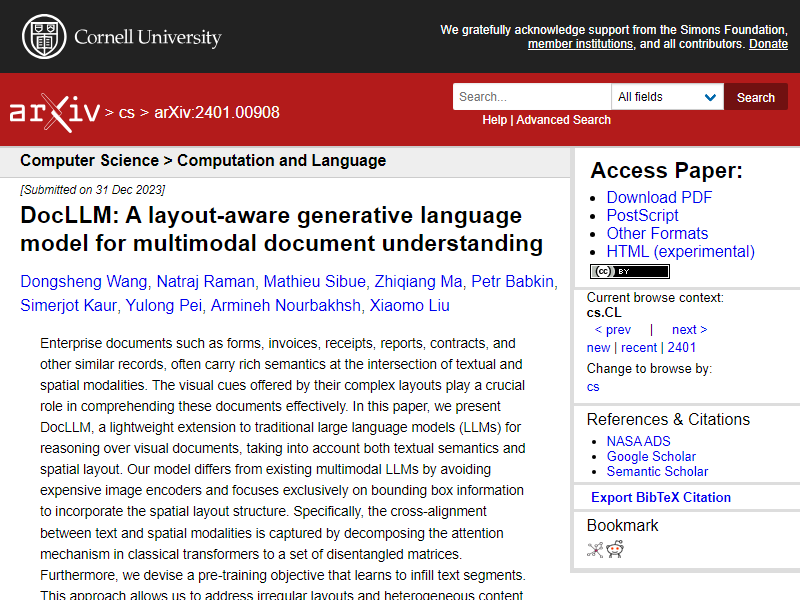 Cornell University
We gratefully acknowledge support from the Simons Foundation,
member institutions, and all contributors. Donate
arXiv > cs > arXiv:2401.00908
Search...
All fields
Search
Help | Advanced Search
Computer Science > Computation and Language
[Submitted on 31 Dec 2023]
DocLLM: A layout-aware generative language
model for multimodal document understanding
Dongsheng Wang, Natraj Raman, Mathieu Sibue, Zhiqiang Ma, Petr Babkin,
Simerjot Kaur, Yulong Pei, Armineh Nourbakhsh, Xiaomo Liu
Enterprise documents such as forms, invoices, receipts, reports, contracts, and
other similar records, often carry rich semantics at the intersection of textual and
spatial modalities. The visual cues offered by their complex layouts play a crucial
role in comprehending these documents effectively. In this paper, we present
DocLLM, a lightweight extension to traditional large language models (LLMs) for
reasoning over visual documents, taking into account both textual semantics and
spatial layout. Our model differs from existing multimodal LLMs by avoiding
expensive image encoders and focuses exclusively on bounding box information
to incorporate the spatial layout structure. Specifically, the cross-alignment
between text and spatial modalities is captured by decomposing the attention
mechanism in classical transformers to a set of disentangled matrices.
Furthermore, we devise a pre-training objective that learns to infill text segments.
This approach allows us to address irregular layouts and heterogeneous content
Access Paper:
Download PDF
PostScript
Other Formats
HTML (experimental)
(cc) BY
Current browse context:
cs.CL
< prev | next >
new | recent | 2401
Change to browse by:
cs
References & Citations
NASA ADS
Google Scholar
Semantic Scholar
Export BibTeX Citation
Bookmark